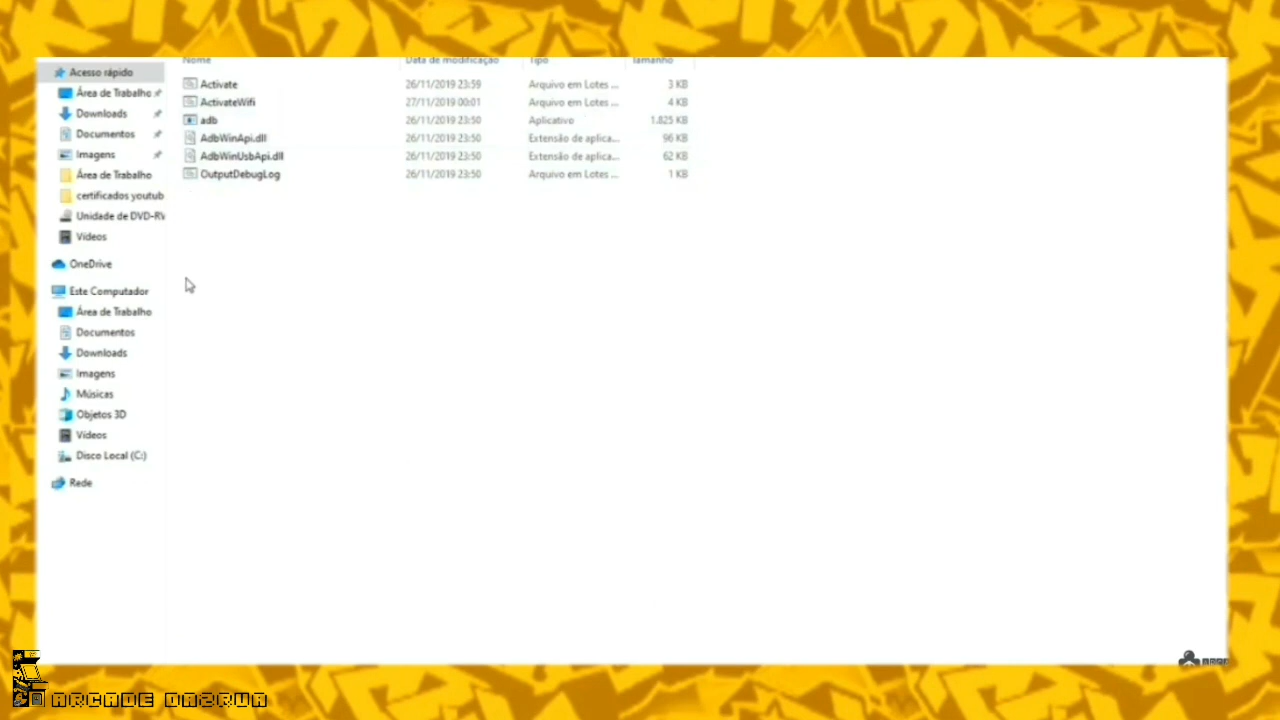 Nome Data de modificação Tipo Tamanho
Acesso rápido
Área de Trabalho
Downloads
Documentos
Imagens
Área de Trabalho
certificados youtub
Unidade de DVD-RW
Vídeos
OneDrive
Este Computador
Área de Trabalho
Documentos
Downloads
Imagens
Músicas
Objetos 3D
Vídeos
Disco Local (C:)
Rede
Activate 26/11/2019 23:59 Arquivo em Lotes ... 3 KB
ActivateWifi 27/11/2019 00:01 Arquivo em Lotes ... 4 KB
adb 26/11/2019 23:50 Aplicativo 1.825 KB
AdbWinApi.dll 26/11/2019 23:50 Extensão de aplica... 96 KB
AdbWinUsbApi.dll 26/11/2019 23:50 Extensão de aplica... 62 KB
OutputDebugLog 26/11/2019 23:50 Arquivo em Lotes ... 1 KB
ARCADE DAZRUA